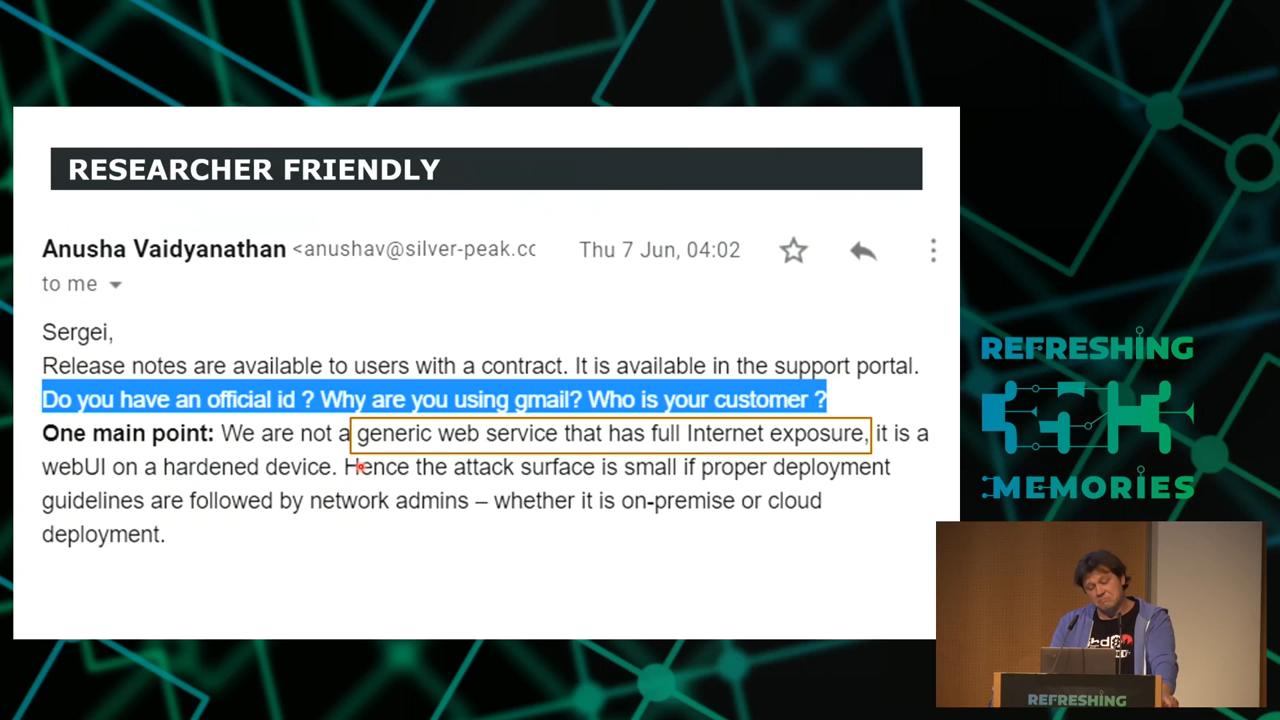 RESEARCHER FRIENDLY
Anusha Vaidyanathan <anushav@silver-peak.cc Thu 7 Jun, 04:02
to me
Sergei,
Release notes are available to users with a contract. It is available in the support portal.
Do you have an official id ? Why are you using gmail? Who is your customer ?
One main point: We are not a generic web service that has full Internet exposure, it is a
webUI on a hardened device. Hence the attack surface is small if proper deployment
guidelines are followed by network admins – whether it is on-premise or cloud
deployment.
REFRESHING
35C3
MEMORIES
REFRESHING